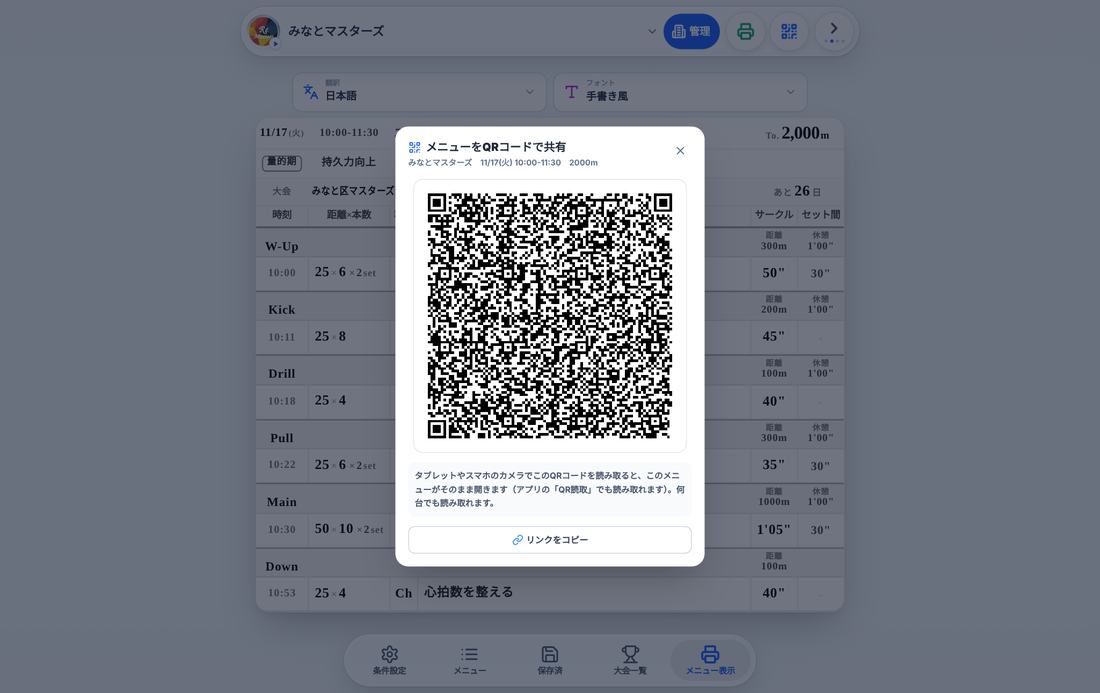 みなとマスターズ
管理
翻訳
日本語
フォント
手書き風
11/17(火) 10:00-11:30
To. 2,000m
量的期 持久力向上
大会 みなと区マスターズ
あと 26 日
時刻 距離×本数
サークル セット間
W-Up 距離 300m 休憩 1'00"
10:00 25×6×2set 50" 30"
Kick 距離 200m 休憩 1'00"
10:11 25×8 45" -
Drill 距離 100m 休憩 1'00"
10:18 25×4 40" -
Pull 距離 300m 休憩 1'00"
10:22 25×6×2set 35" 30"
Main 距離 1000m 休憩 1'00"
10:30 50×10×2set 1'05" 30"
Down 距離 100m
10:53 25×4 Ch 心拍数を整える 40" -
メニューをQRコードで共有
みなとマスターズ 11/17(火) 10:00-11:30 2000m
タブレットやスマホのカメラでこのQRコードを読み取ると、このメニ
ューがそのまま開きます（アプリの「QR読取」でも読み取れます）。何
台でも読み取れます。
リンクをコピー
条件設定
メニュー
保存済
大会一覧
メニュー表示